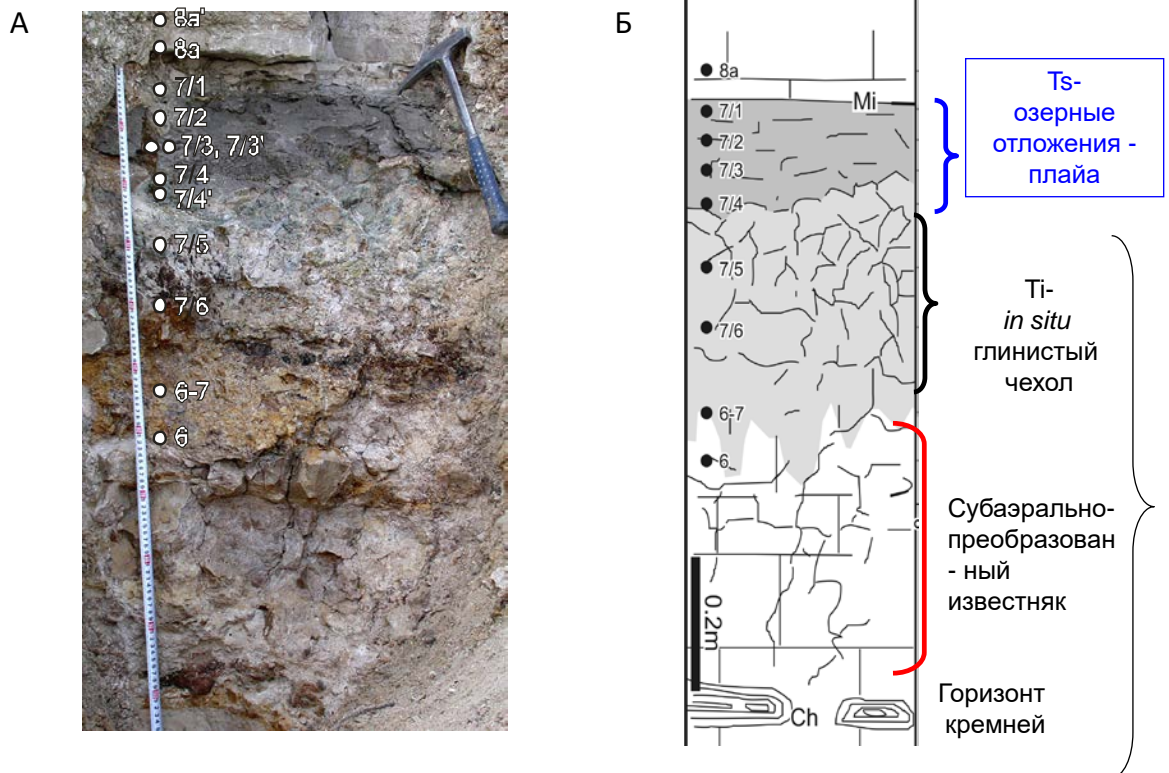 А
8a'
8a
7/1
7/2
7/3, 7/3'
7/4
7/4'
7/5
7/6
6-7
6
Б
8a
Mi
7/1
7/2
7/3
7/4
7/5
7/6
6-7
6
0.2m
Ch
Ts-
озерные
отложения -
плайа
Ti-
in situ
глинистый
чехол
Субаэрально-
преобразован
- ный
известняк
Горизонт
кремней